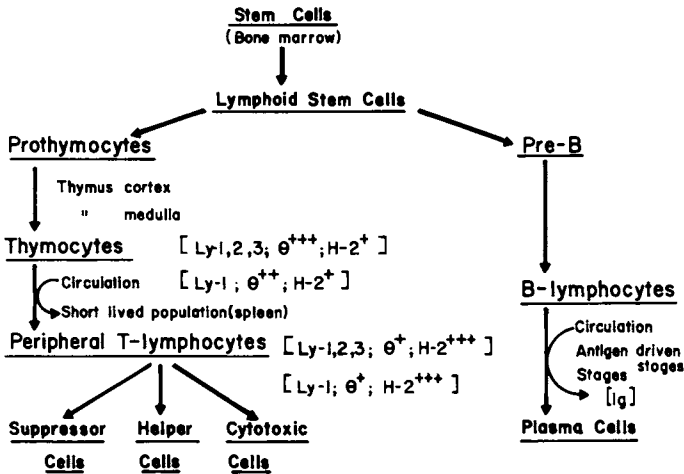 Stem Cells
(Bone marrow)
Lymphoid Stem Cells
Prothymocytes
Pre-B
Thymus cortex
" medulla
Thymocytes
[Ly-1,2,3; θ+++; H-2+]
Circulation
[Ly-1; θ++; H-2+]
Short lived population(spleen)
B-lymphocytes
Peripheral T-lymphocytes
[Ly-1,2,3; θ+; H-2+++]
[Ly-1; θ+; H-2+++]
Circulation
Antigen driven
stages
Stages
[Ig]
Suppressor
Cells
Helper
Cells
Cytotoxic
Cells
Plasma Cells